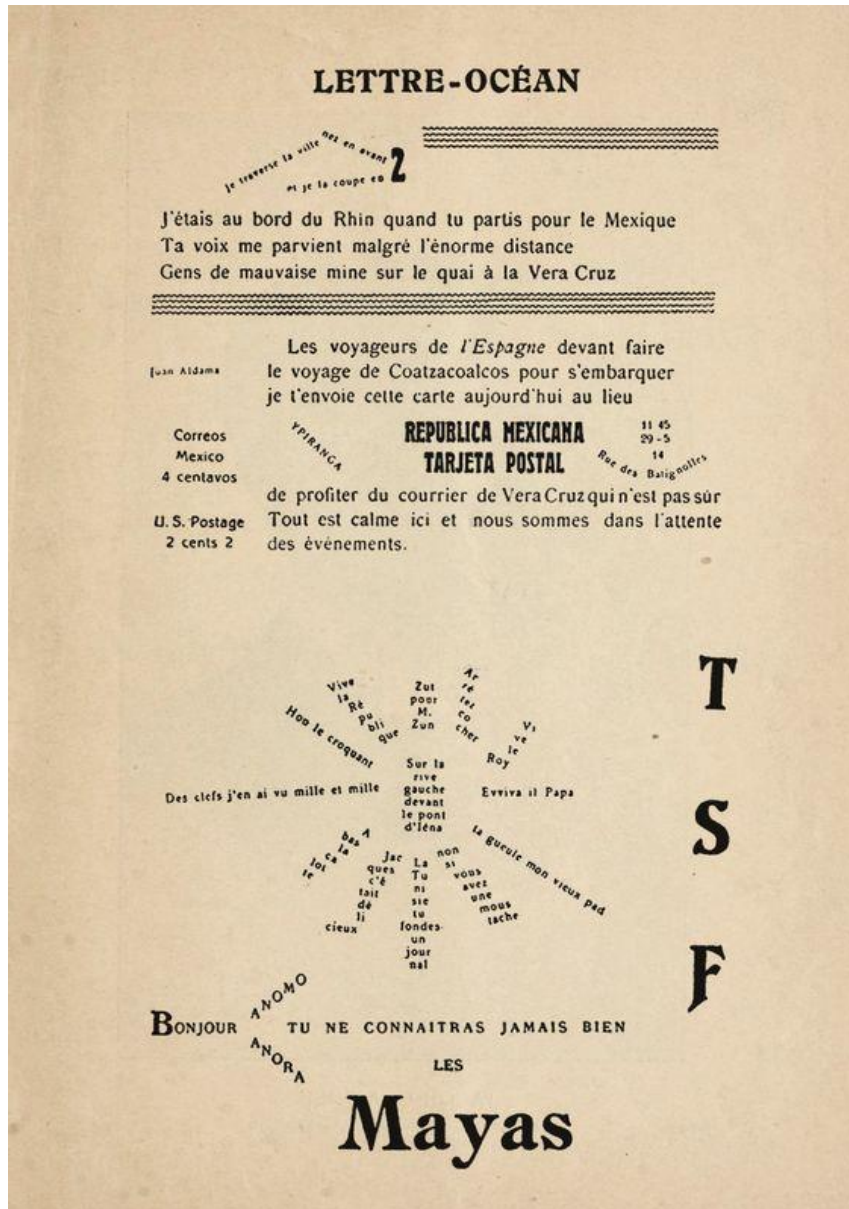 LETTRE-OCÉAN
Je traverse la ville nez en avant
et je la coupe en 2
J'étais au bord du Rhin quand tu partis pour le Mexique
Ta voix me parvient malgré l'énorme distance
Gens de mauvaise mine sur le quai à la Vera Cruz
Les voyageurs de l'Espagne devant faire
Juan Aldama
le voyage de Coatzacoalcos pour s'embarquer
je t'envoie cette carte aujourd'hui au lieu
Correos
Mexico
4 centavos
YPIRANGA
REPUBLICA MEXICANA
TARJETA POSTAL
11 45
29-5
14
Rue des Batignolles
de profiter du courrier de Vera Cruz qui n'est pas sûr
U. S. Postage
2 cents 2
Tout est calme ici et nous sommes dans l'attente
des événements.
T
S
F
Vive
la
Ré
pu
bli
que
Zut
pour
M.
Zun
Ar
rê
tez
co
cher
Vi
ve
le
Roy
Hou le croquant
Des clefs j'en ai vu mille et mille
Sur la
rive
gauche
devant
le pont
d'Iéna
Evviva il Papa
A
bas
la
ca
lot
te
Jac
ques
c'é
tait
dé
li
cieux
La
Tu
ni
sie
tu
fondes
un
jour
nal
non
si
vous
avez
une
mous
tache
ta gueule mon vieux pad
BONJOUR
ANOMO
ANORA
TU NE CONNAITRAS JAMAIS BIEN
LES
Mayas